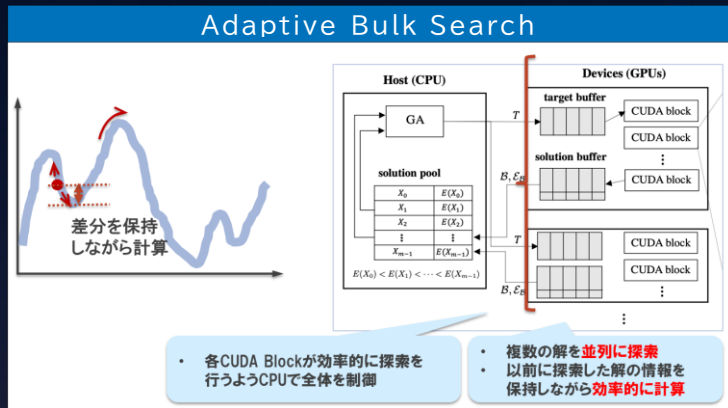 Adaptive Bulk Search
差分を保持
しながら計算
Host (CPU)
GA
solution pool
X₀ E(X₀)
X₁ E(X₁)
X₂ E(X₂)
⋮ ⋮
Xₘ₋₁ E(Xₘ₋₁)
E(X₀) < E(X₁) < ⋯ < E(Xₘ₋₁)
Devices (GPUs)
target buffer
T
CUDA block
CUDA block
⋮
solution buffer
CUDA block
B, ε_B
T
CUDA block
CUDA block
⋮
B, ε_B
⋮
• 各CUDA Blockが効率的に探索を
行うようCPUで全体を制御
• 複数の解を並列に探索
• 以前に探索した解の情報を
保持しながら効率的に計算